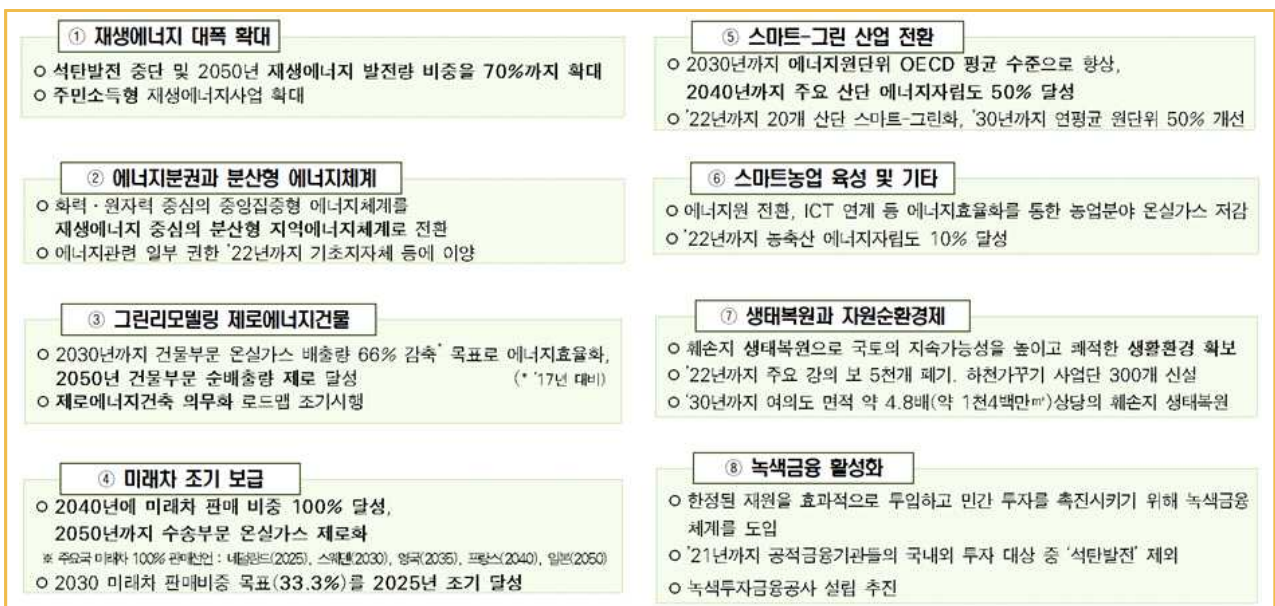 ① 재생에너지 대폭 확대
○ 석탄발전 중단 및 2050년 재생에너지 발전량 비중을 70%까지 확대
○ 주민소득형 재생에너지사업 확대
② 에너지분권과 분산형 에너지체계
○ 화력·원자력 중심의 중앙집중형 에너지체계를
재생에너지 중심의 분산형 지역에너지체계로 전환
○ 에너지관련 일부 권한 '22년까지 기초지자체 등에 이양
③ 그린리모델링 제로에너지건물
○ 2030년까지 건물부문 온실가스 배출량 66% 감축* 목표로 에너지효율화,
2050년 건물부문 순배출량 제로 달성 (* '17년 대비)
○ 제로에너지건축 의무화 로드맵 조기시행
④ 미래차 조기 보급
○ 2040년에 미래차 판매 비중 100% 달성,
2050년까지 수송부문 온실가스 제로화
※ 주요국 미래차 100% 판매선언 : 네덜란드(2025), 스웨덴(2030), 영국(2035), 프랑스(2040), 일본(2050)
○ 2030 미래차 판매비중 목표(33.3%)를 2025년 조기 달성
⑤ 스마트-그린 산업 전환
○ 2030년까지 에너지원단위 OECD 평균 수준으로 향상,
2040년까지 주요 산단 에너지자립도 50% 달성
○ '22년까지 20개 산단 스마트-그린화, '30년까지 연평균 원단위 50% 개선
⑥ 스마트농업 육성 및 기타
○ 에너지원 전환, ICT 연계 등 에너지효율화를 통한 농업분야 온실가스 저감
○ '22년까지 농축산 에너지자립도 10% 달성
⑦ 생태복원과 자원순환경제
○ 훼손지 생태복원으로 국토의 지속가능성을 높이고 쾌적한 생활환경 확보
○ '22년까지 주요 강의 보 5천개 폐기. 하천가꾸기 사업단 300개 신설
○ '30년까지 여의도 면적 약 4.8배(약 1천4백만㎡)상당의 훼손지 생태복원
⑧ 녹색금융 활성화
○ 한정된 재원을 효과적으로 투입하고 민간 투자를 촉진시키기 위해 녹색금융
체계를 도입
○ '21년까지 공적금융기관들의 국내외 투자 대상 중 '석탄발전' 제외
○ 녹색투자금융공사 설립 추진